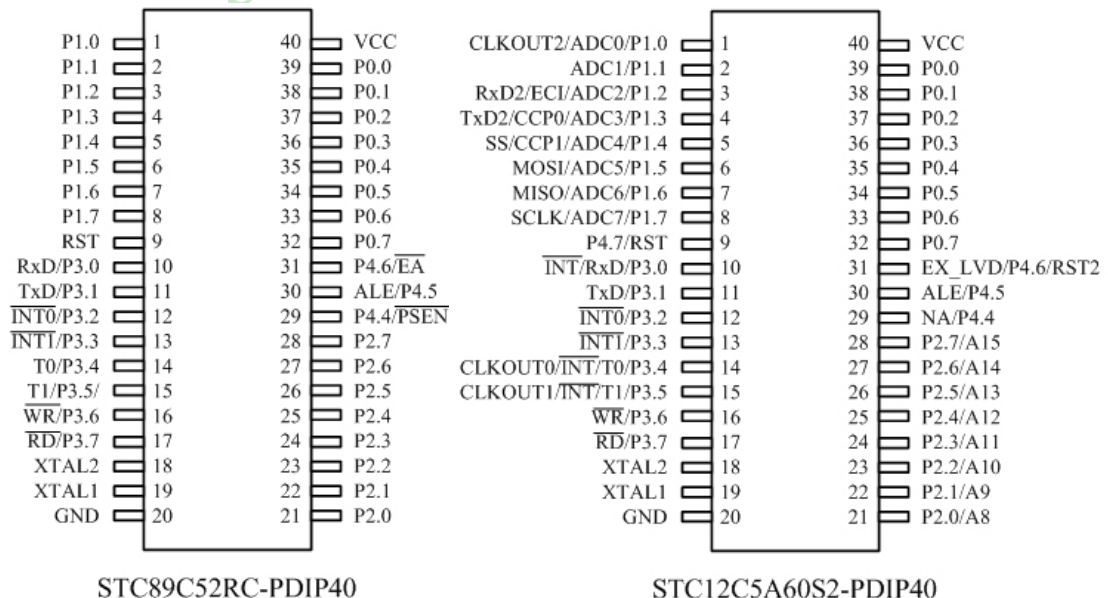 P1.0 1 40 VCC CLKOUT2/ADC0/P1.0 1 40 VCC
P1.1 2 39 P0.0 ADC1/P1.1 2 39 P0.0
P1.2 3 38 P0.1 RxD2/ECI/ADC2/P1.2 3 38 P0.1
P1.3 4 37 P0.2 TxD2/CCP0/ADC3/P1.3 4 37 P0.2
P1.4 5 36 P0.3 SS/CCP1/ADC4/P1.4 5 36 P0.3
P1.5 6 35 P0.4 MOSI/ADC5/P1.5 6 35 P0.4
P1.6 7 34 P0.5 MISO/ADC6/P1.6 7 34 P0.5
P1.7 8 33 P0.6 SCLK/ADC7/P1.7 8 33 P0.6
RST 9 32 P0.7 P4.7/RST 9 32 P0.7
RxD/P3.0 10 31 P4.6/E̅A̅ I̅N̅T̅/RxD/P3.0 10 31 EX_LVD/P4.6/RST2
TxD/P3.1 11 30 ALE/P4.5 TxD/P3.1 11 30 ALE/P4.5
I̅N̅T̅0̅/P3.2 12 29 P4.4/P̅S̅E̅N̅ I̅N̅T̅0̅/P3.2 12 29 NA/P4.4
I̅N̅T̅1̅/P3.3 13 28 P2.7 I̅N̅T̅1̅/P3.3 13 28 P2.7/A15
T0/P3.4 14 27 P2.6 CLKOUT0/I̅N̅T̅/T0/P3.4 14 27 P2.6/A14
T1/P3.5/ 15 26 P2.5 CLKOUT1/I̅N̅T̅/T1/P3.5 15 26 P2.5/A13
W̅R̅/P3.6 16 25 P2.4 W̅R̅/P3.6 16 25 P2.4/A12
R̅D̅/P3.7 17 24 P2.3 R̅D̅/P3.7 17 24 P2.3/A11
XTAL2 18 23 P2.2 XTAL2 18 23 P2.2/A10
XTAL1 19 22 P2.1 XTAL1 19 22 P2.1/A9
GND 20 21 P2.0 GND 20 21 P2.0/A8
STC89C52RC-PDIP40 STC12C5A60S2-PDIP40